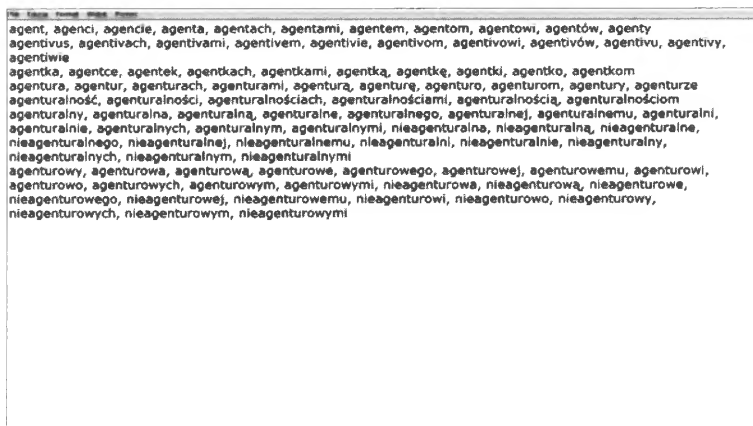 agent, agenci, agencie, agenta, agentach, agentami, agentem, agentom, agentowi, agentów, agenty
agentivus, agentivach, agentivami, agentivem, agentivie, agentivom, agentivowi, agentivów, agentivu, agentivy,
agentiwie
agentka, agentce, agentek, agentkach, agentkami, agentką, agentkę, agentki, agentko, agentkom
agentura, agentur, agenturach, agenturami, agenturą, agenturę, agenturo, agenturom, agentury, agenturze
agenturalność, agenturalności, agenturalnościach, agenturalnościami, agenturalnością, agenturalnościom
agenturalny, agenturalna, agenturalną, agenturalne, agenturalnego, agenturalnej, agenturalnemu, agenturalni,
agenturalnie, agenturalnych, agenturalnym, agenturalnymi, nieagenturalna, nieagenturalną, nieagenturalne,
nieagenturalnego, nieagenturalnej, nieagenturalnemu, nieagenturalni, nieagenturalnie, nieagenturalny,
nieagenturalnych, nieagenturalnym, nieagenturalnymi
agenturowy, agenturowa, agenturową, agenturowe, agenturowego, agenturowej, agenturowemu, agenturowi,
agenturowo, agenturowych, agenturowym, agenturowymi, nieagenturowa, nieagenturową, nieagenturowe,
nieagenturowego, nieagenturowej, nieagenturowemu, nieagenturowi, nieagenturowo, nieagenturowy,
nieagenturowych, nieagenturowym, nieagenturowymi